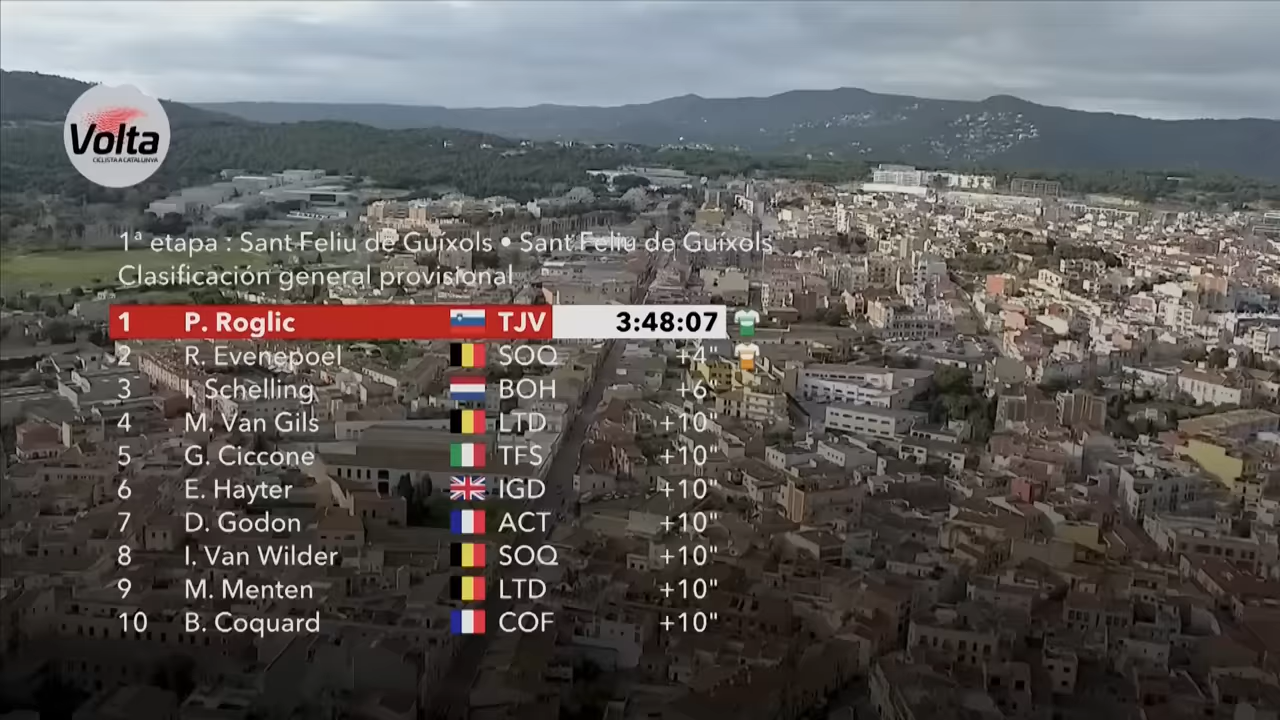 Volta
CICLISTA A CATALUNYA
1ª etapa : Sant Feliu de Guíxols • Sant Feliu de Guíxols
Clasificación general provisional
1 P. Roglic TJV 3:48:07
2 R. Evenepoel SOQ +4"
3 I. Schelling BOH +6"
4 M. Van Gils LTD +10"
5 G. Ciccone TFS +10"
6 E. Hayter IGD +10"
7 D. Godon ACT +10"
8 I. Van Wilder SOQ +10"
9 M. Menten LTD +10"
10 B. Coquard COF +10"